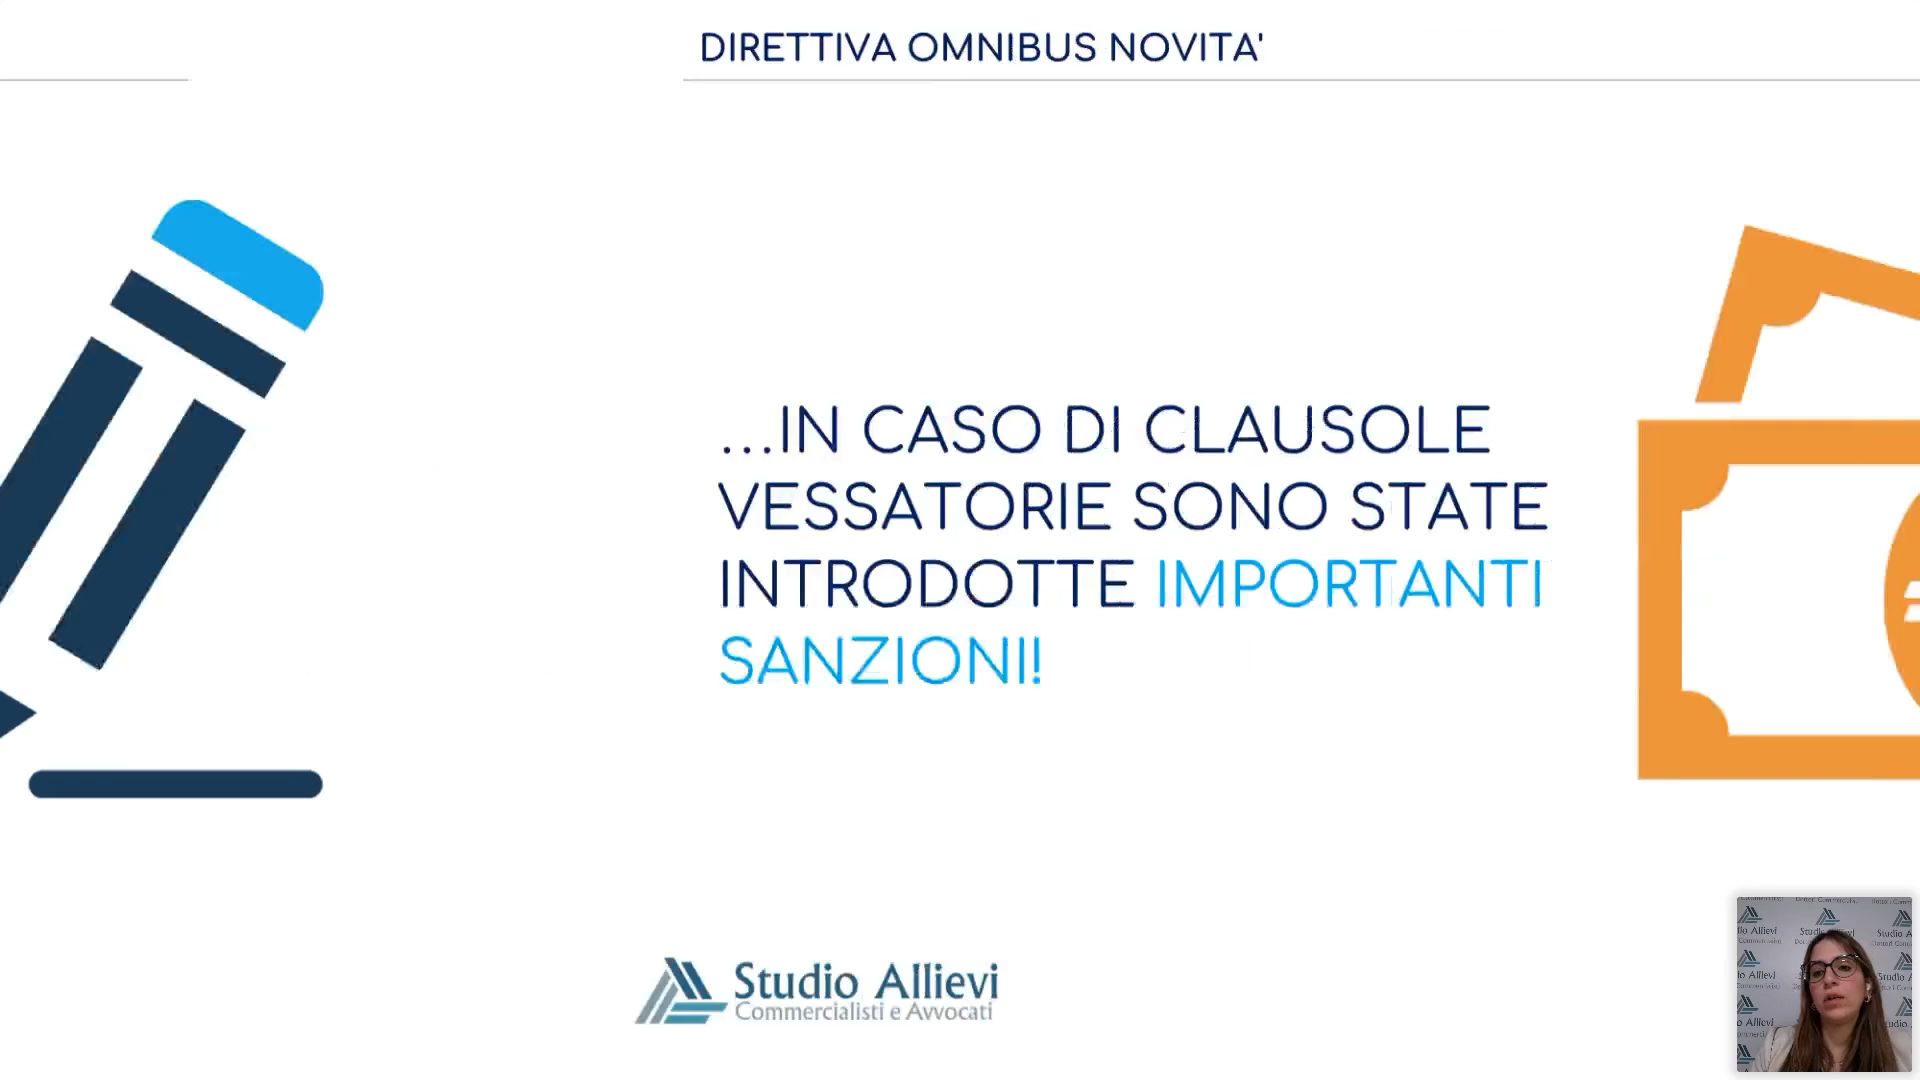 DIRETTIVA OMNIBUS NOVITA'
...IN CASO DI CLAUSOLE
VESSATORIE SONO STATE
INTRODOTTE IMPORTANTI
SANZIONI!
Studio Allievi
Commercialisti e Avvocati